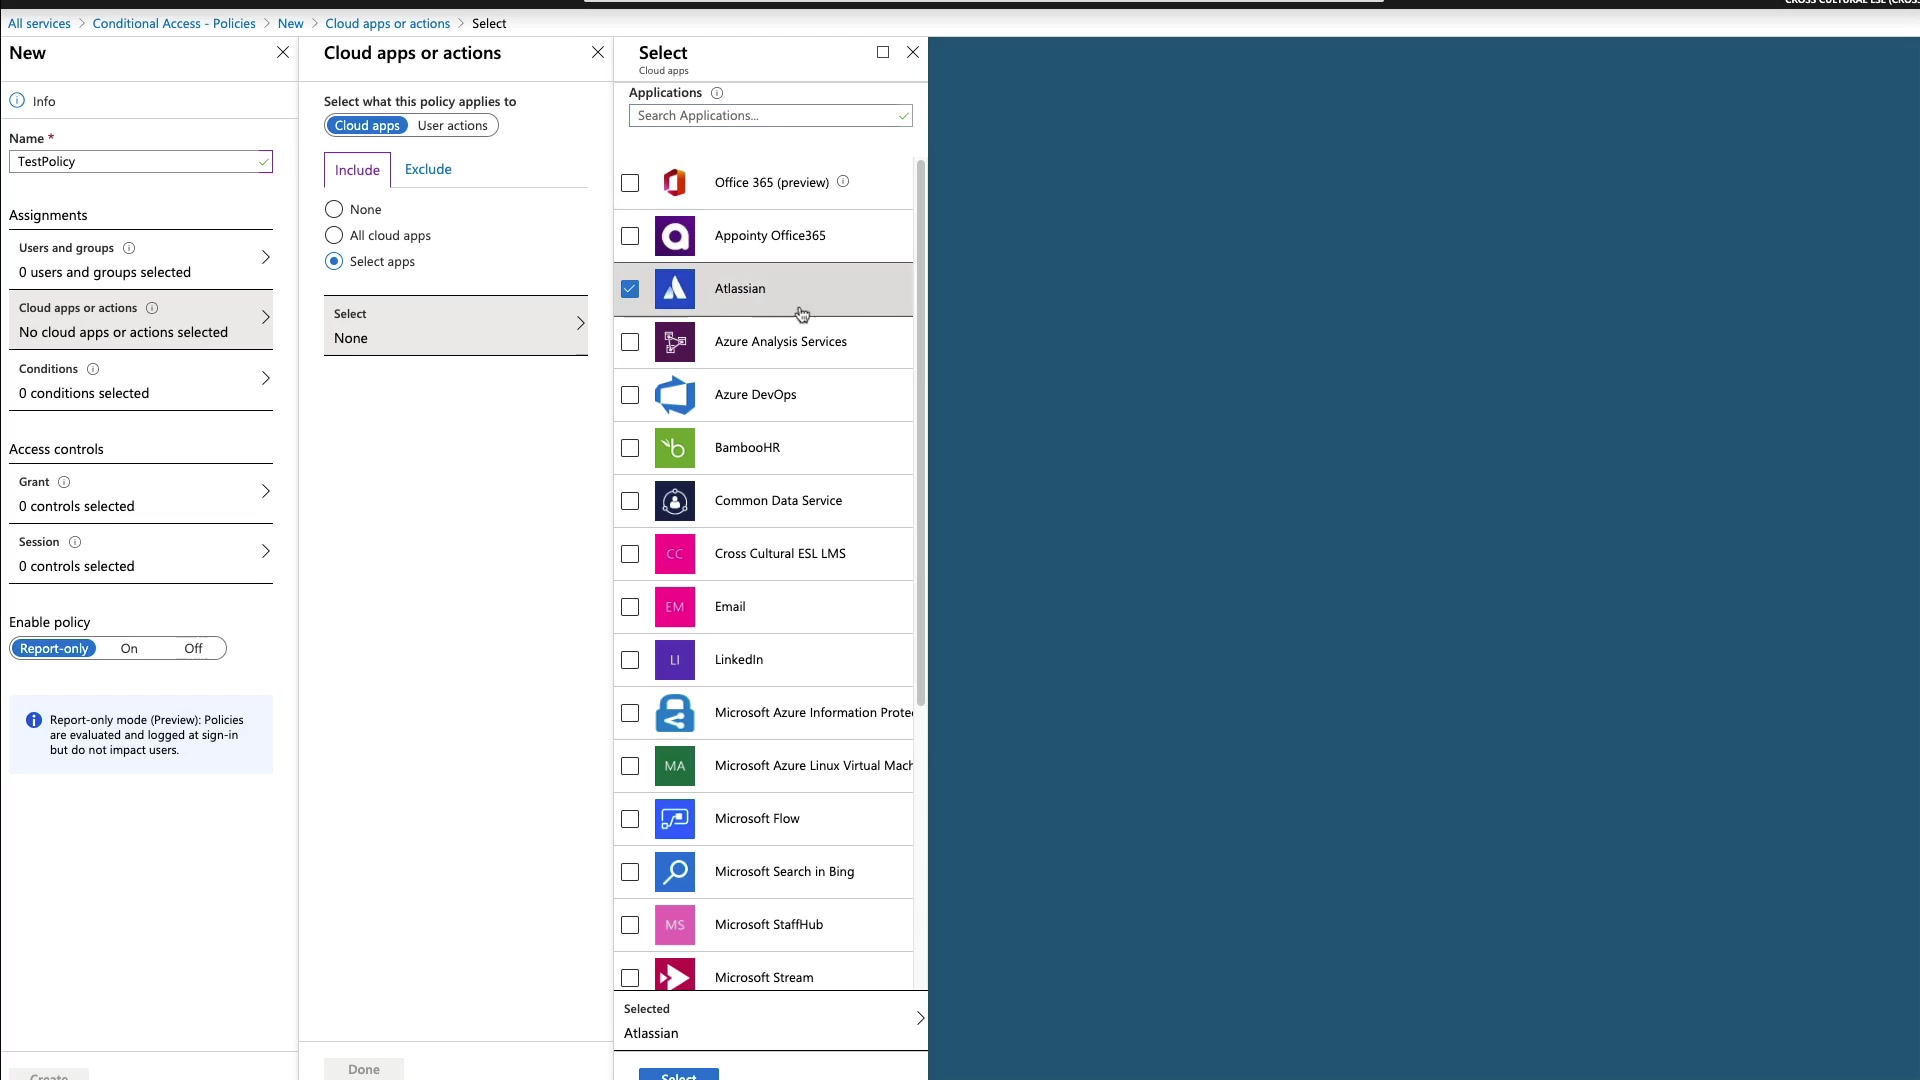 All services > Conditional Access - Policies > New > Cloud apps or actions > Select
New
Info
Name *
TestPolicy
Assignments
Users and groups
0 users and groups selected
Cloud apps or actions
No cloud apps or actions selected
Conditions
0 conditions selected
Access controls
Grant
0 controls selected
Session
0 controls selected
Enable policy
Report-only On Off
Report-only mode (Preview): Policies
are evaluated and logged at sign-in
but do not impact users.
Create
Cloud apps or actions
Select what this policy applies to
Cloud apps User actions
Include Exclude
None
All cloud apps
Select apps
Select
None
Done
Select
Cloud apps
Applications
Search Applications...
Office 365 (preview)
Appointy Office365
Atlassian
Azure Analysis Services
Azure DevOps
BambooHR
Common Data Service
CC Cross Cultural ESL LMS
EM Email
LI LinkedIn
Microsoft Azure Information Prote
MA Microsoft Azure Linux Virtual Mach
Microsoft Flow
Microsoft Search in Bing
MS Microsoft StaffHub
Microsoft Stream
Selected
Atlassian
Select